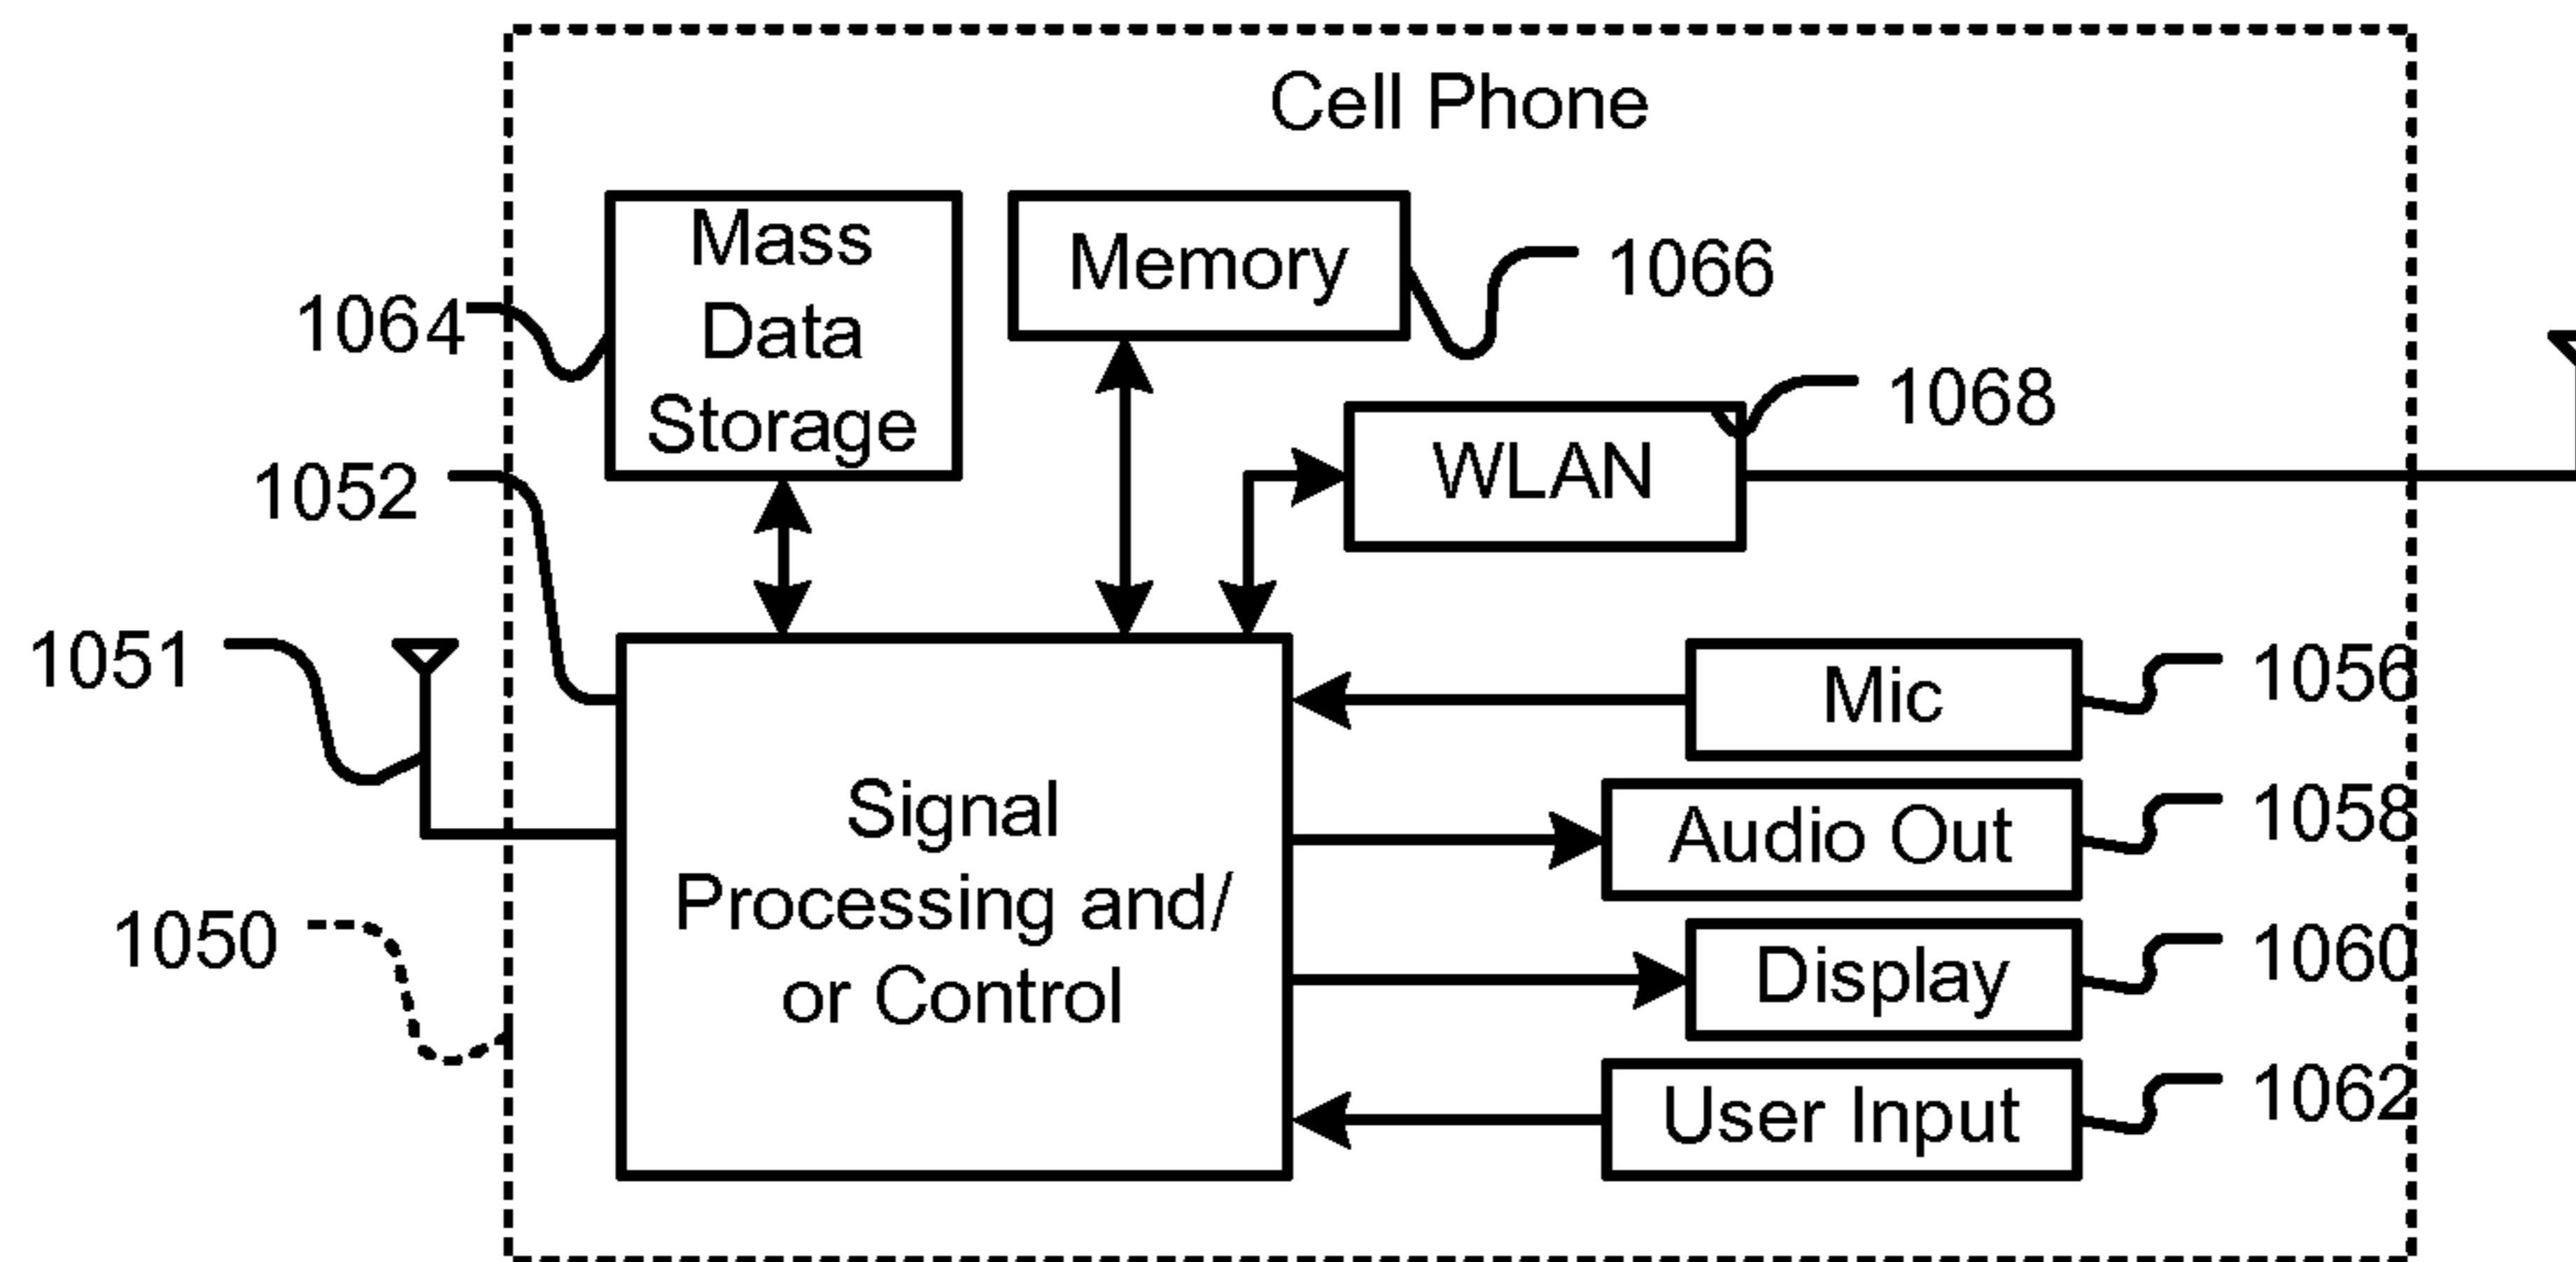 Cell Phone
Mass
Data
Storage
Memory
1066
1064
1068
WLAN
1052
1051
Mic
1056
Signal
Processing and/
or Control
Audio Out
1058
1050
Display
1060
User Input
1062